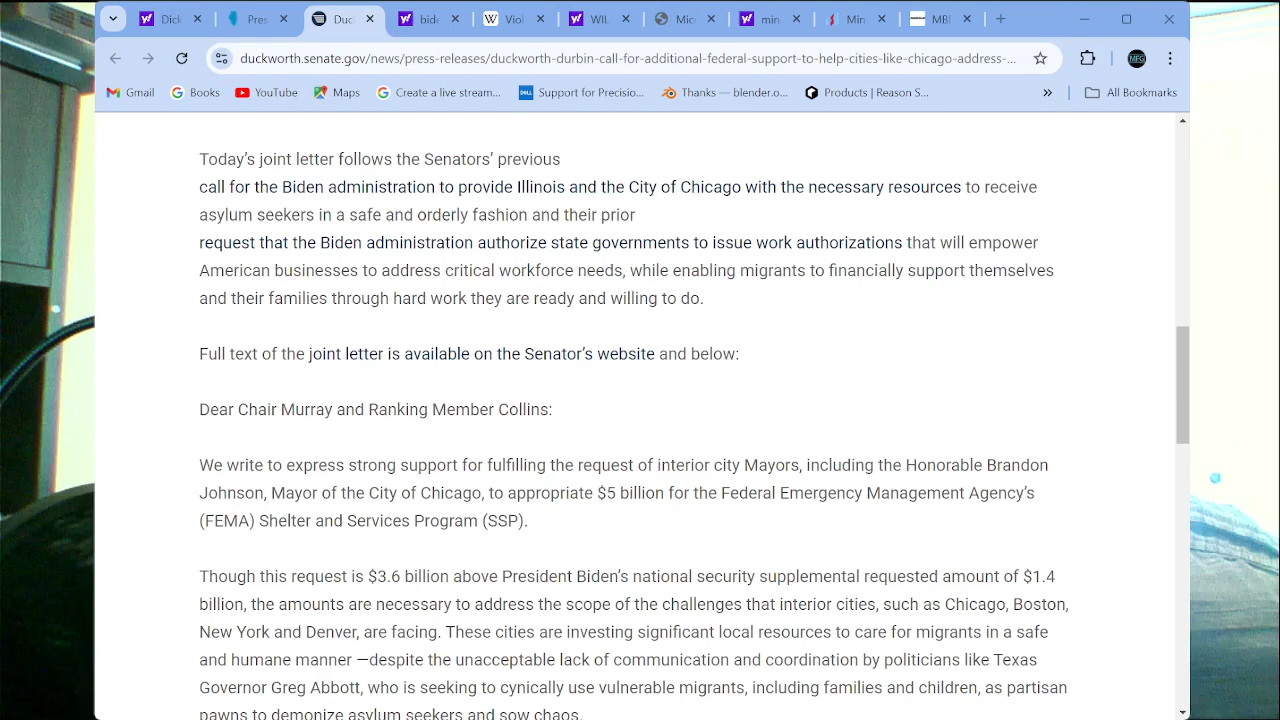 Dick
Pres
Duc
bid
Wh
MIC
Min
duckworth.senate.gov/news/press-releases/duckworth-durbin-call-for-additional-federal-support-to-help-cities-like-chicago-address-...
MFG
Gmail
Books
YouTube
Maps
Create a restream...
DELL
Support for Precisio...
Thanks — blender.o...
Products | Reason S...
»
All Bookmarks
Today's joint letter follows the Senators' previous
call for the Biden administration to provide Illinois and the City of Chicago with the necessary resources to receive
asylum seekers in a safe and orderly fashion and their prior
request that the Biden administration authorize state governments to issue work authorizations that will empower
American businesses to address critical workforce needs, while enabling migrants to financially support themselves
and their families through hard work they are ready and willing to do.
Full text of the joint letter is available on the Senator's website and below:
Dear Chair Murray and Ranking Member Collins:
We write to express strong support for fulfilling the request of interior city Mayors, including the Honorable Brandon
Johnson, Mayor of the City of Chicago, to appropriate $5 billion for the Federal Emergency Management Agency's
(FEMA) Shelter and Services Program (SSP).
Though this request is $3.6 billion above President Biden's national security supplemental requested amount of $1.4
billion, the amounts are necessary to address the scope of the challenges that interior cities, such as Chicago, Boston,
New York and Denver, are facing. These cities are investing significant local resources to care for migrants in a safe
and humane manner —despite the unacceptable lack of communication and coordination by politicians like Texas
Governor Greg Abbott, who is seeking to cynically use vulnerable migrants, including families and children, as partisan
pawns to demonize asylum seekers